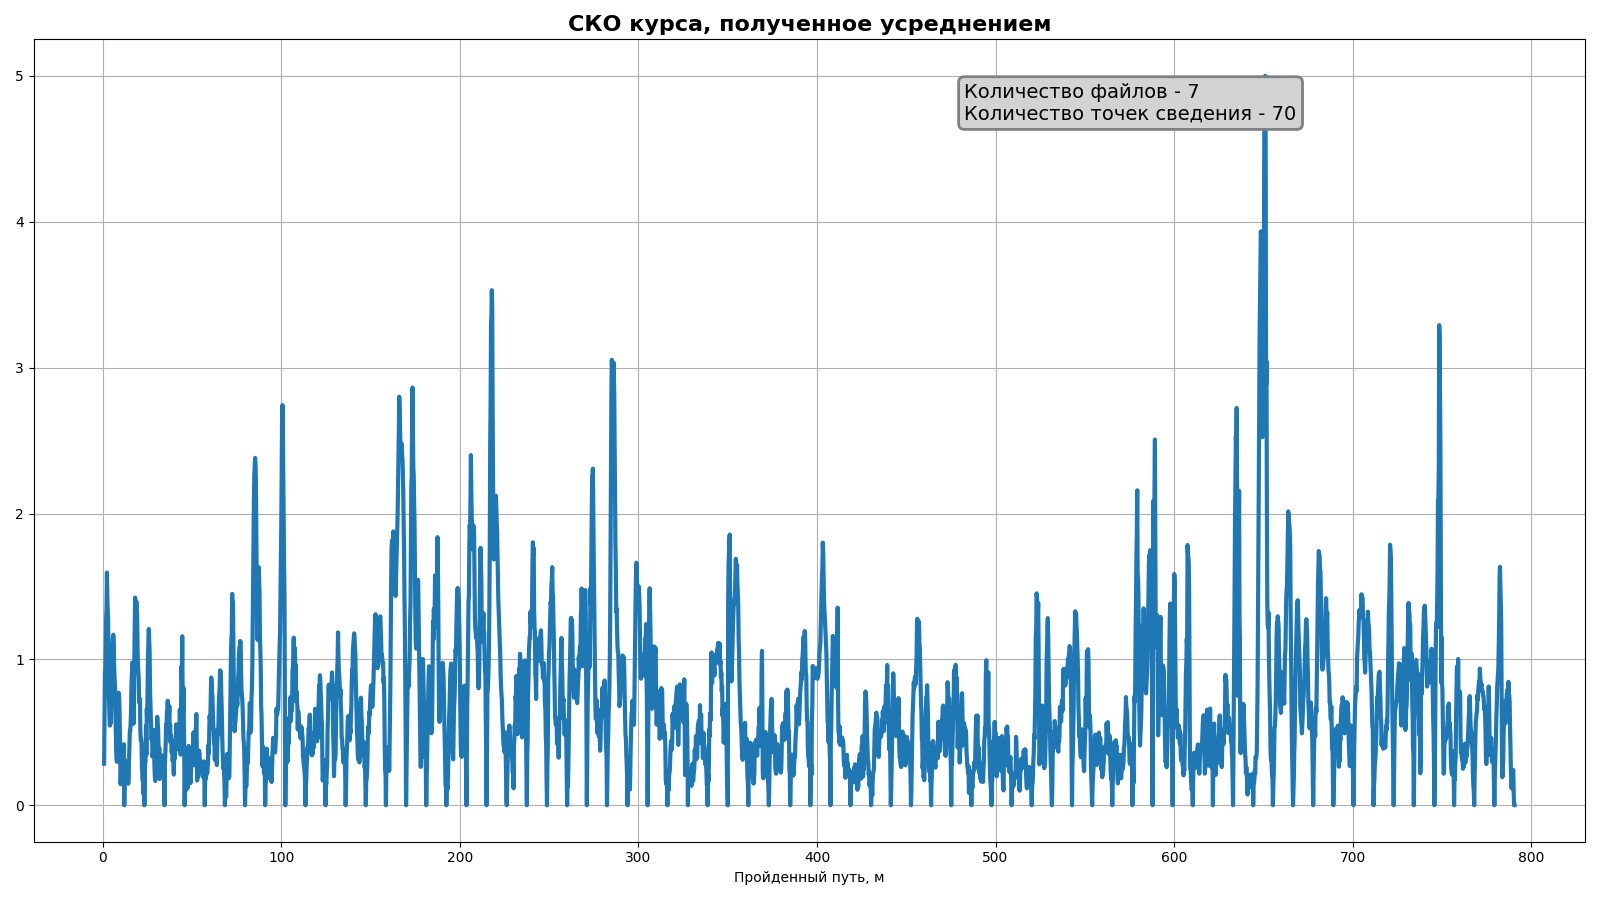 СКО курса, полученное усреднением
5
Количество файлов - 7
Количество точек сведения - 70
4
3
2
1
0
0 100 200 300 400 500 600 700 800
Пройденный путь, м